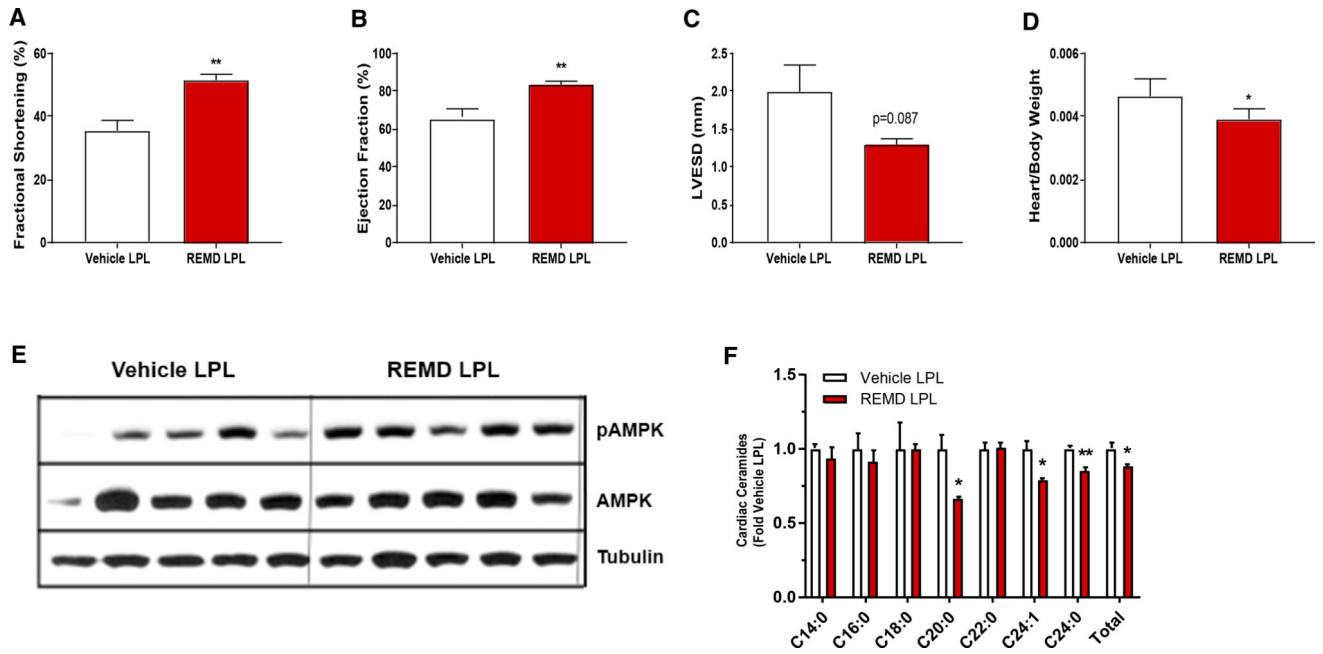 A
Fractional Shortening (%)
60
40
20
0
**
Vehicle LPL
REMD LPL
B
Ejection Fraction (%)
100
80
60
40
20
0
**
Vehicle LPL
REMD LPL
C
LVESD (mm)
2.5
2.0
1.5
1.0
.5
0.0
p=0.087
Vehicle LPL
REMD LPL
D
Heart/Body Weight
0.006
0.004
0.002
0.000
*
Vehicle LPL
REMD LPL
E
Vehicle LPL
REMD LPL
pAMPK
AMPK
Tubulin
F
Cardiac Ceramides
(Fold Vehicle LPL)
1.5
1.0
0.5
0.0
Vehicle LPL
REMD LPL
*
*
**
*
C14:0
C16:0
C18:0
C20:0
C22:0
C24:1
C24:0
Total